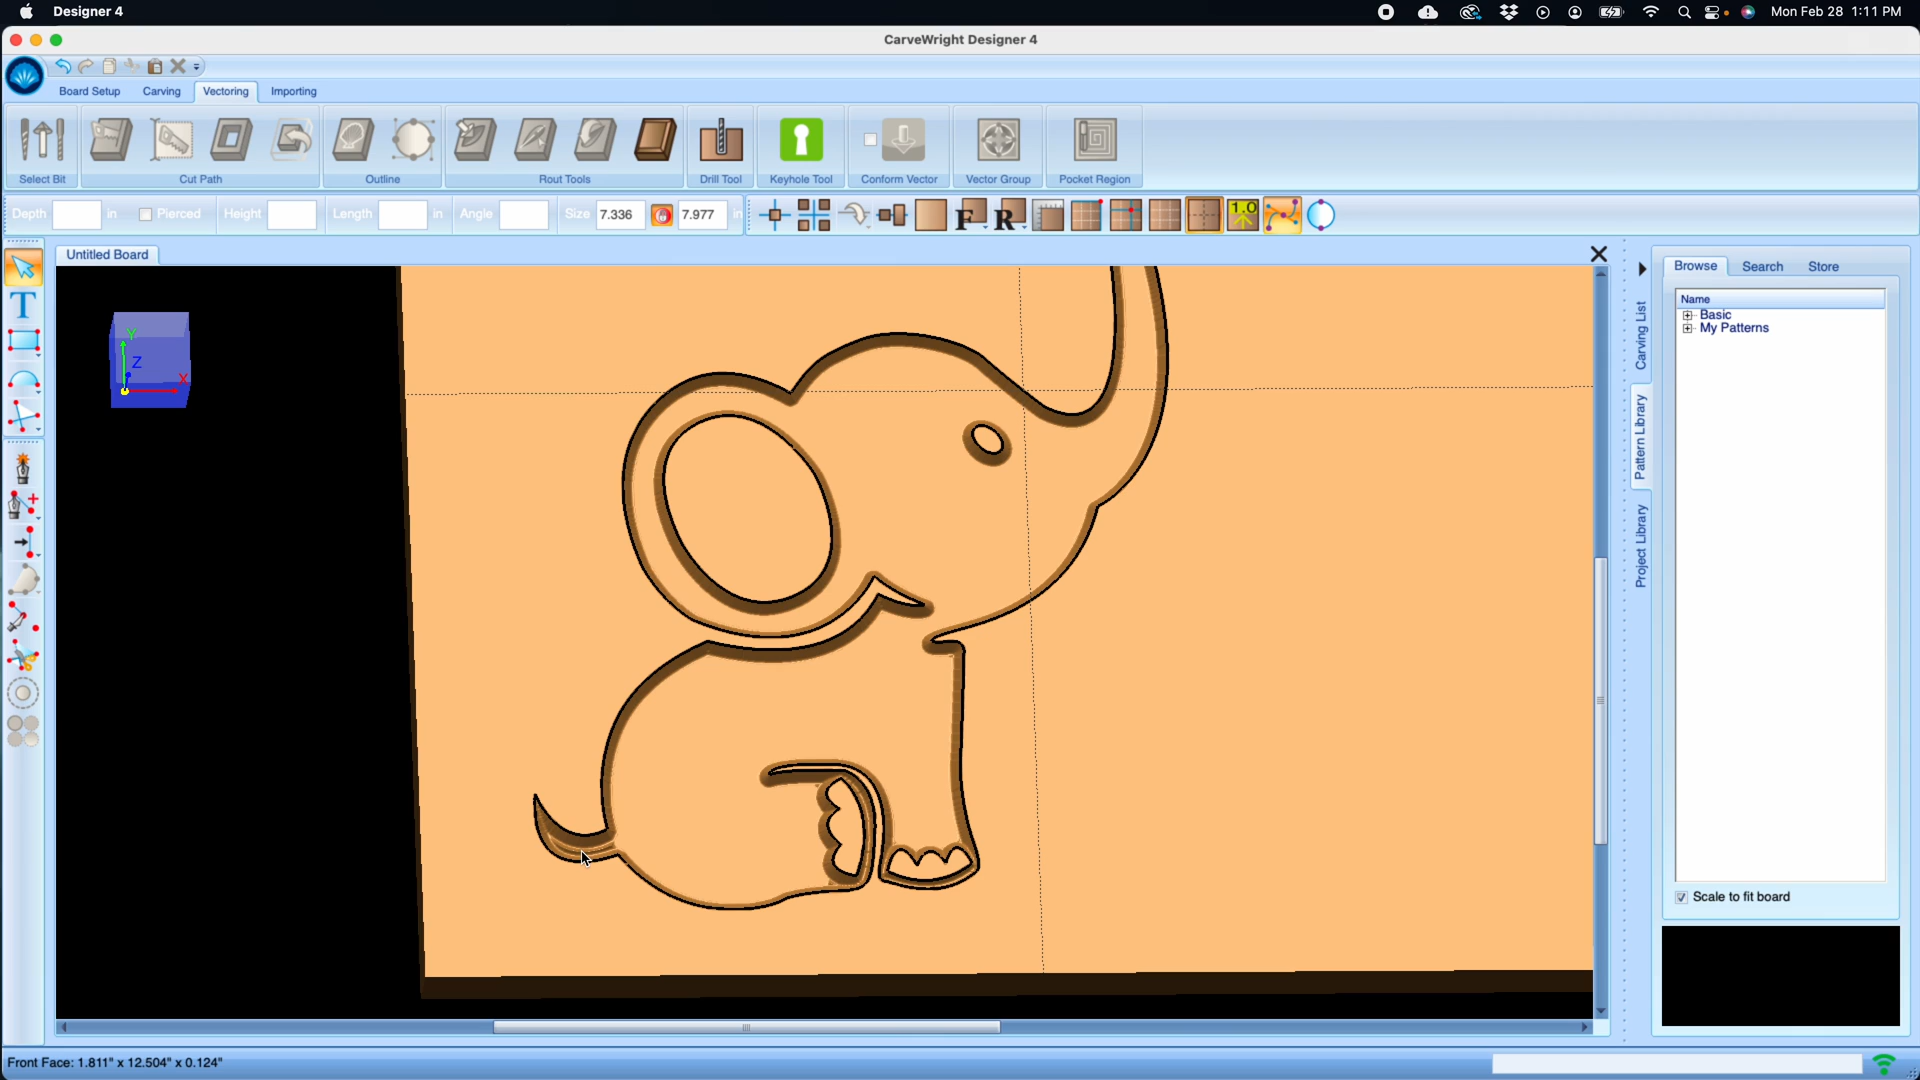 Designer 4
Mon Feb 28 1:11 PM
CarveWright Designer 4
Board Setup
Carving
Vectoring
Importing
Select Bit
Cut Path
Outline
Rout Tools
Drill Tool
Keyhole Tool
Conform Vector
Vector Group
Pocket Region
Depth in
Pierced
Height
Length in
Angle
Size 7.336 7.977 in
F
R
1.0
Untitled Board
T
Y
Z
X
Browse
Search
Store
Name
Basic
My Patterns
Carving List
Pattern Library
Project Library
Scale to fit board
Front Face: 1.811" x 12.504" x 0.124"